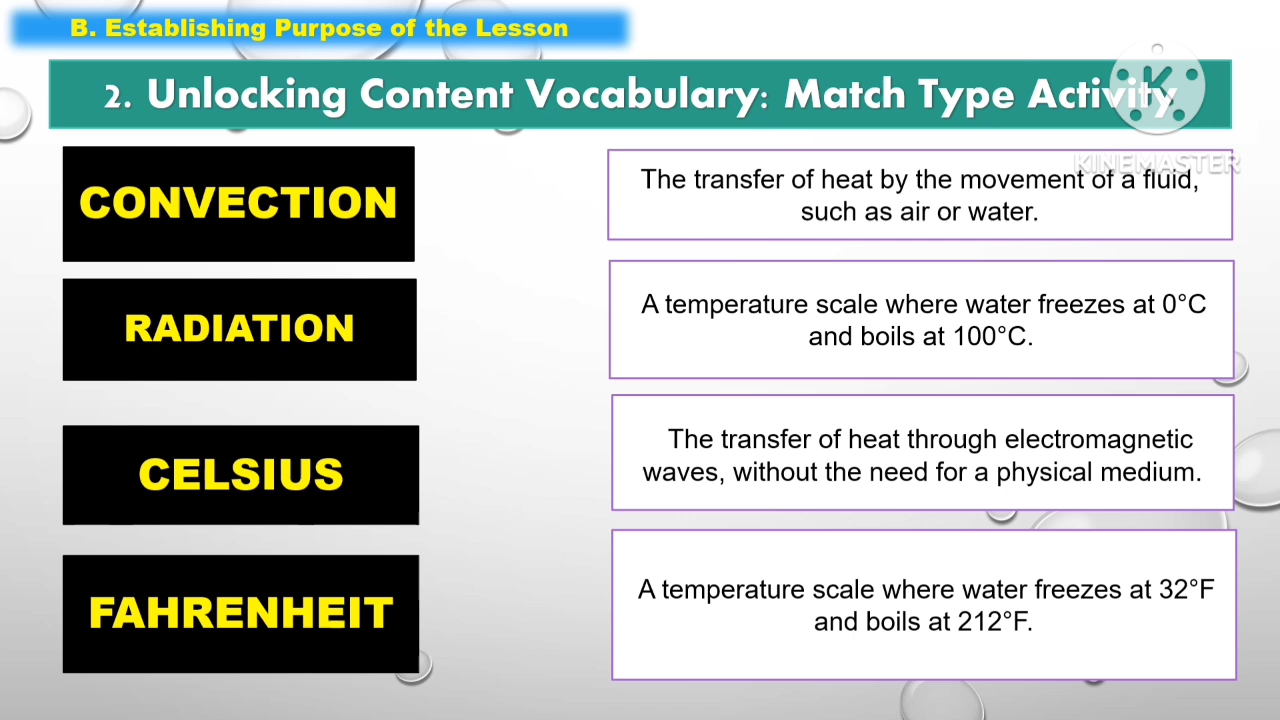 B. Establishing Purpose of the Lesson
2. Unlocking Content Vocabulary: Match Type Activity
KINEMASTER
CONVECTION
The transfer of heat by the movement of a fluid,
such as air or water.
RADIATION
A temperature scale where water freezes at 0°C
and boils at 100°C.
CELSIUS
The transfer of heat through electromagnetic
waves, without the need for a physical medium.
FAHRENHEIT
A temperature scale where water freezes at 32°F
and boils at 212°F.